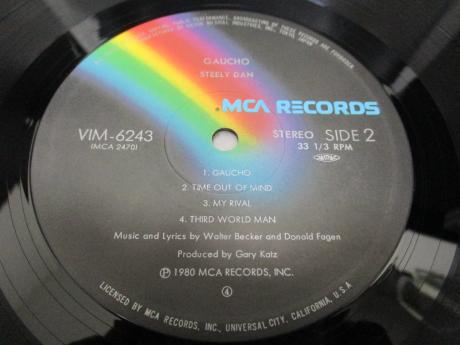 GAUCHO
STEELY DAN
MCA RECORDS
VIM-6243
(MCA 2470)
STEREO SIDE 2
33 1/3 RPM
1. GAUCHO
2. TIME OUT OF MIND
3. MY RIVAL
4. THIRD WORLD MAN
Music and Lyrics by Walter Becker and Donald Fagen
Produced by Gary Katz
Ⓟ 1980 MCA RECORDS, INC.
④
LICENSED BY MCA RECORDS, INC., UNIVERSAL CITY, CALIFORNIA, U.S.A